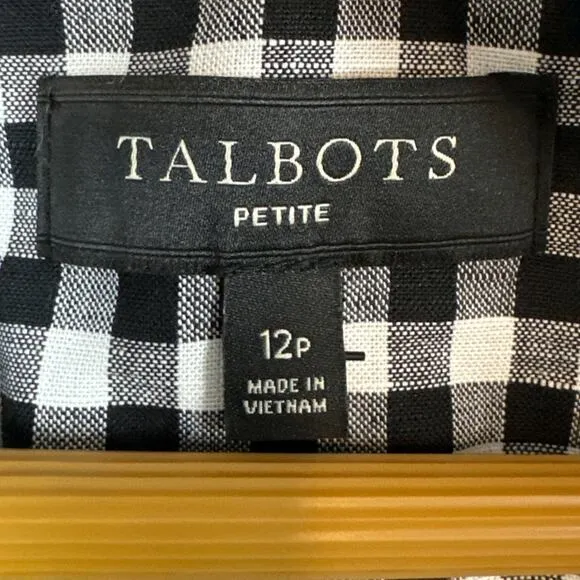 TALBOTS
PETITE
12P
MADE IN
VIETNAM